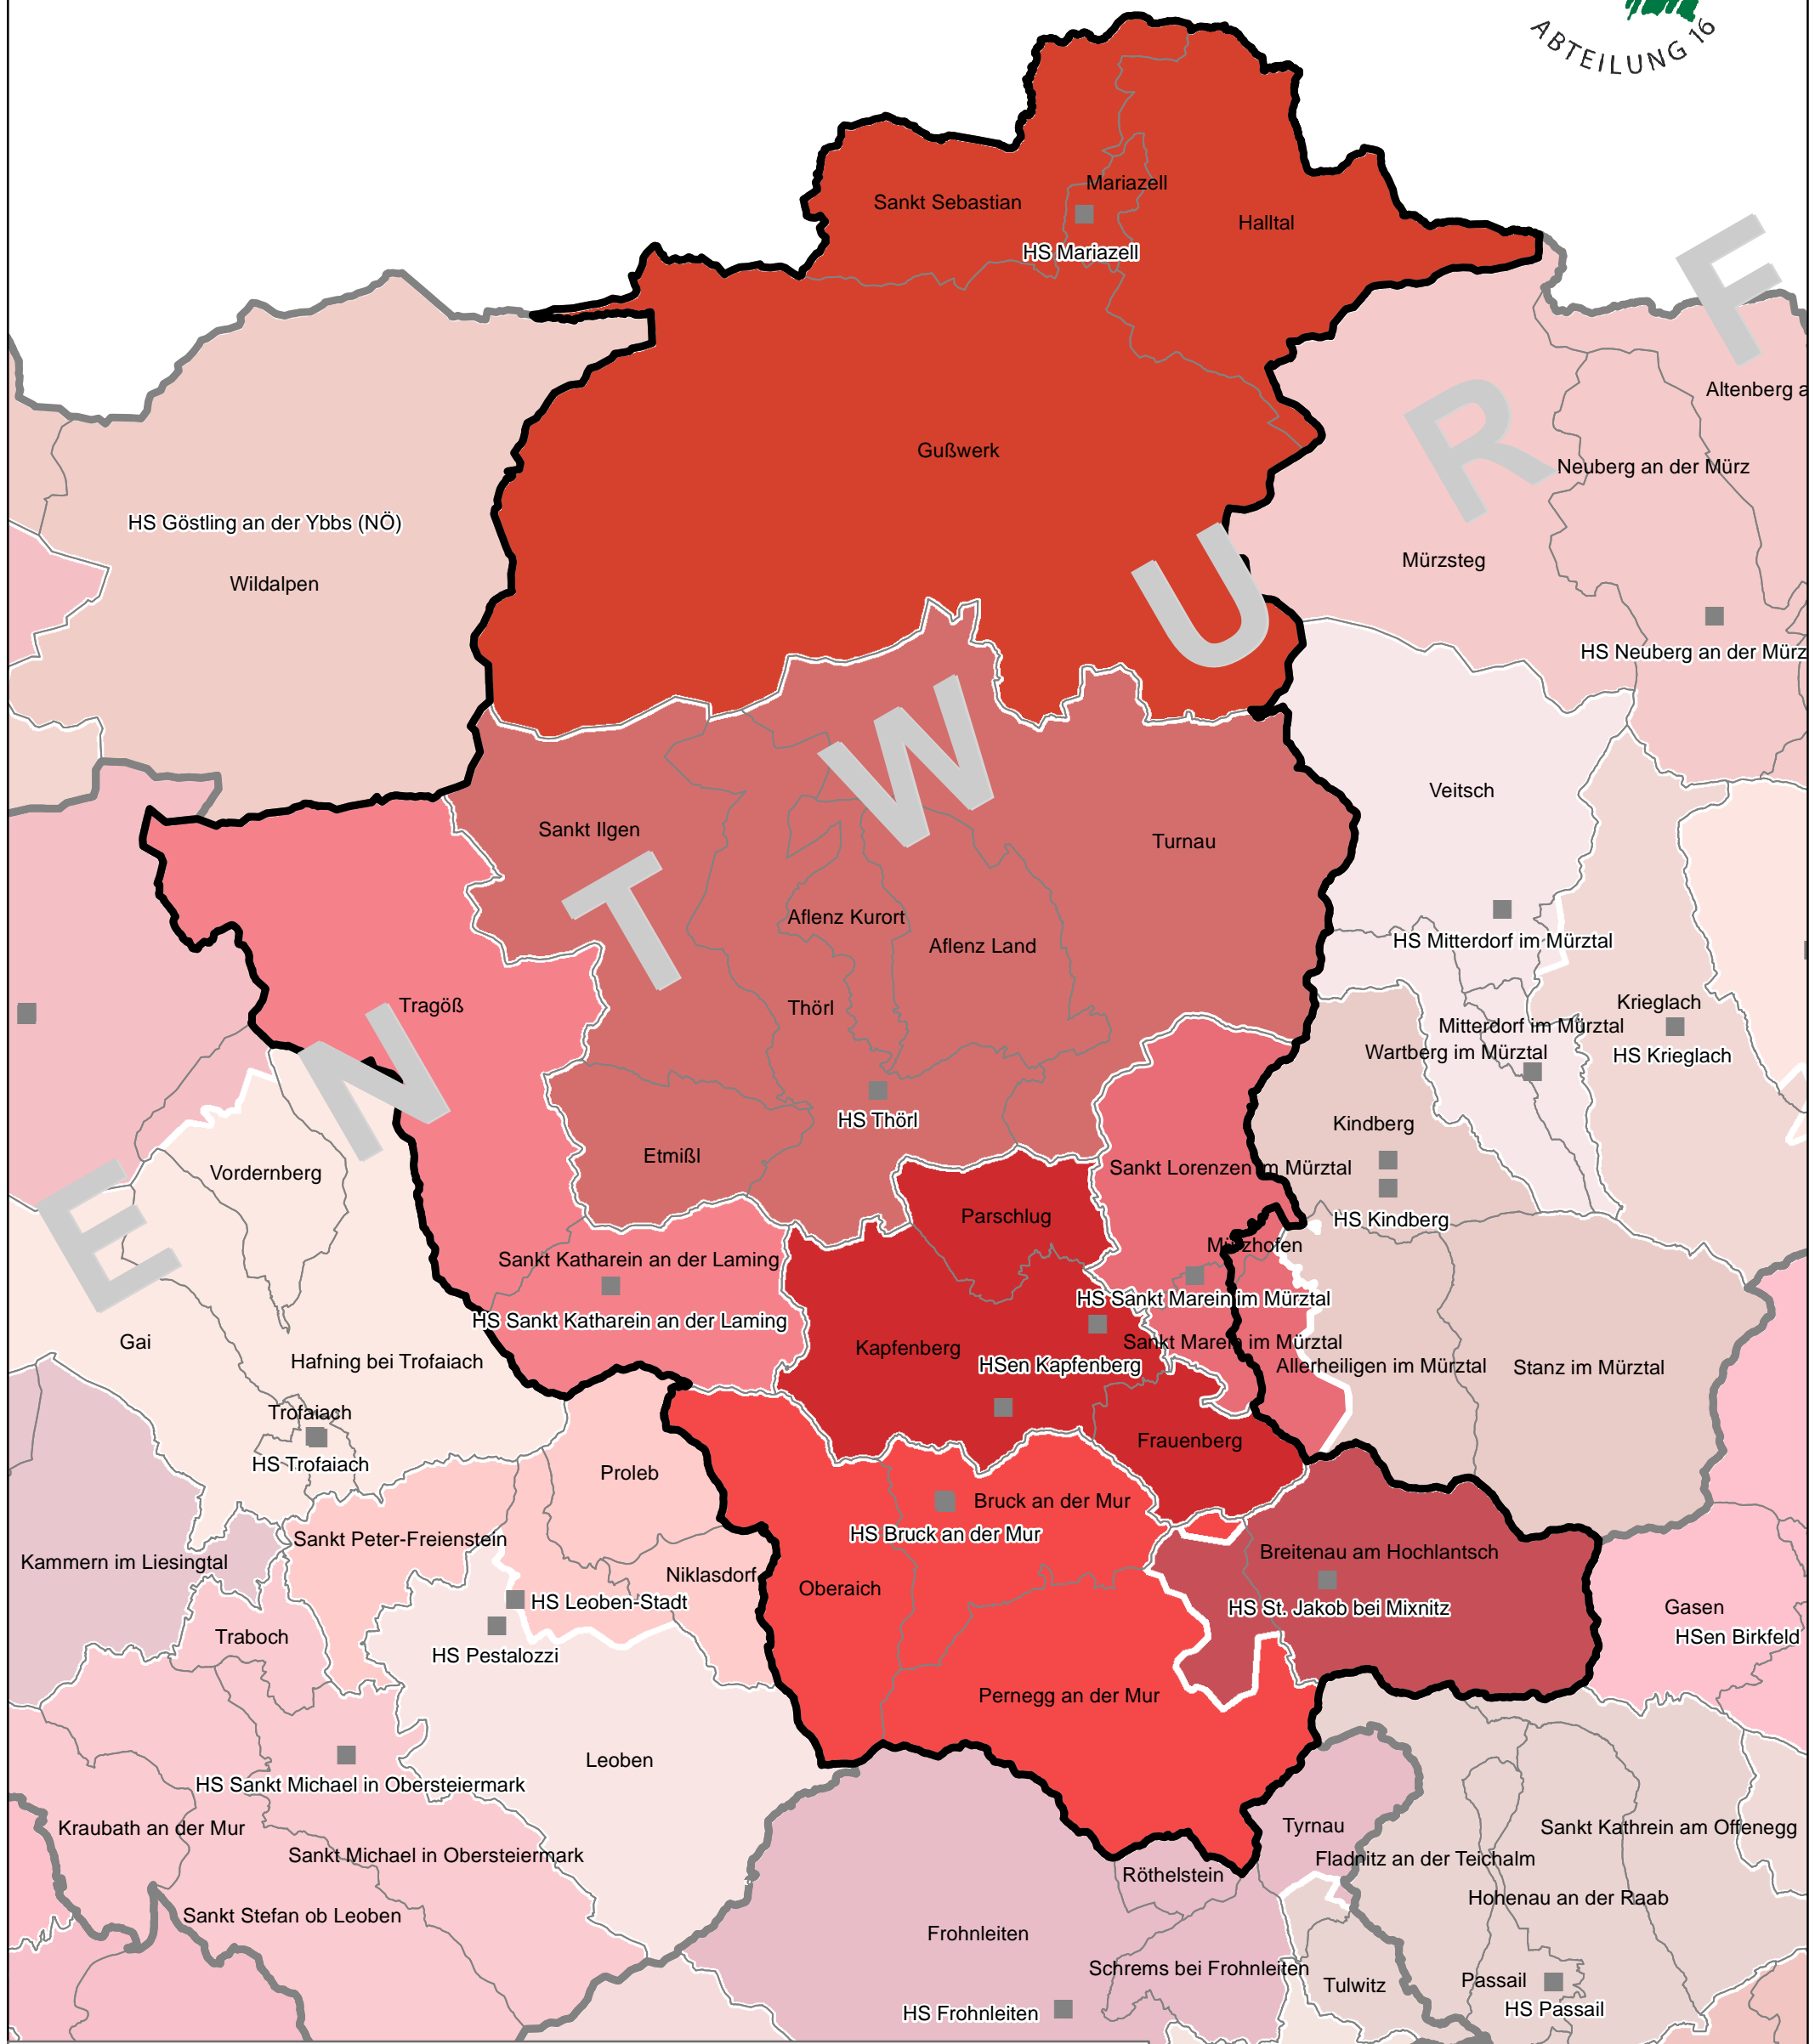 ABTEILUNG 16
Mariazell
Sankt Sebastian
Halltal
HS Mariazell
F
Altenberg a
R
Gußwerk
Neuberg an der Mürz
HS Göstling an der Ybbs (NÖ)
Mürzsteg
Wildalpen
U
HS Neuberg an der Mürz
W
Veitsch
Sankt Ilgen
Turnau
T
Aflenz Kurort
Aflenz Land
HS Mitterdorf im Mürztal
Tragöß
Thörl
Krieglach
Mitterdorf im Mürztal
Wartberg im Mürztal
HS Krieglach
N
HS Thörl
Kindberg
Etmißl
Sankt Lorenzen im Mürztal
Vordernberg
Parschlug
HS Kindberg
E
Mürzhofen
Sankt Katharein an der Laming
HS Sankt Marein im Mürztal
HS Sankt Katharein an der Laming
Gai
Sankt Marein im Mürztal
Kapfenberg
Hafning bei Trofaiach
HSen Kapfenberg
Allerheiligen im Mürztal
Stanz im Mürztal
Trofaiach
Frauenberg
HS Trofaiach
Proleb
Bruck an der Mur
HS Bruck an der Mur
Sankt Peter-Freienstein
Breitenau am Hochlantsch
Kammern im Liesingtal
Niklasdorf
Oberaich
HS Leoben-Stadt
HS St. Jakob bei Mixnitz
Gasen
Traboch
HSen Birkfeld
HS Pestalozzi
Pernegg an der Mur
Leoben
HS Sankt Michael in Obersteiermark
Tyrnau
Sankt Kathrein am Offenegg
Kraubath an der Mur
Sankt Michael in Obersteiermark
Fladnitz an der Teichalm
Röthelstein
Hohenau an der Raab
Sankt Stefan ob Leoben
Frohnleiten
Schrems bei Frohnleiten
Passail
Tulwitz
HS Frohnleiten
HS Passail